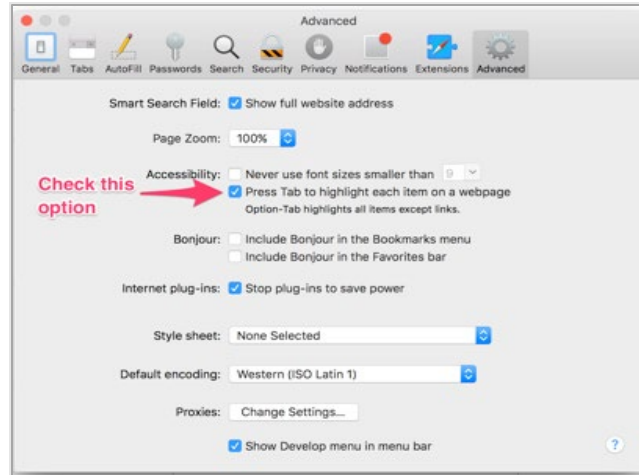 Advanced
General Tabs AutoFill Passwords Search Security Privacy Notifications Extensions Advanced
Smart Search Field: Show full website address
Page Zoom: 100%
Accessibility: Never use font sizes smaller than 9
Check this option
Press Tab to highlight each item on a webpage
Option-Tab highlights all items except links.
Bonjour: Include Bonjour in the Bookmarks menu
Include Bonjour in the Favorites bar
Internet plug-ins: Stop plug-ins to save power
Style sheet: None Selected
Default encoding: Western (ISO Latin 1)
Proxies: Change Settings...
Show Develop menu in menu bar
?